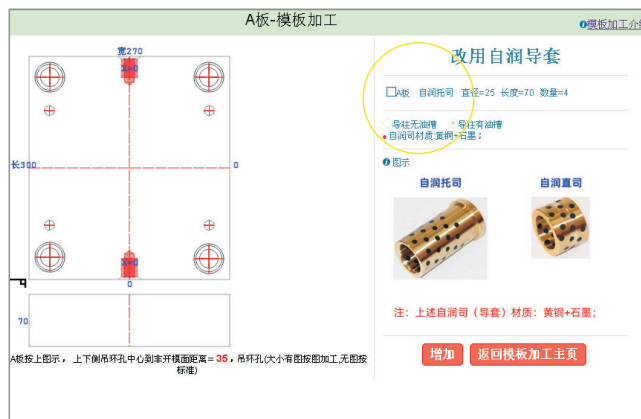 A板-模板加工
模板加工介绍
宽270
X=0
长300
0
X=0
0
70
A板按上图示， 上下侧吊环孔中心到非开模面距离= 35，吊环孔(大小有图按图加工,无图按
标准)
改用自润导套
A板 自润托司 直径=25 长度=70 数量=4
导柱无油槽 导柱有油槽
自润司材质:黄铜+石墨；
图示
自润托司 自润直司
注：上述自润司（导套）材质：黄铜+石墨；
增加 返回模板加工主页